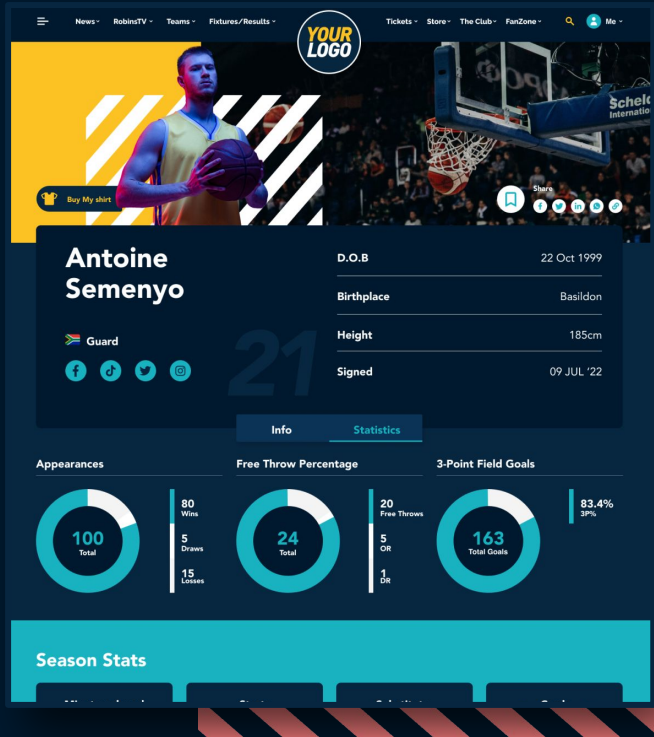 News
RobinsTV
Teams
Fixtures/Results
YOUR
LOGO
Tickets
Store
The Club
FanZone
Me
Schel
Internatio
Buy My shirt
Share
Antoine
Semenyo
Guard
21
D.O.B
22 Oct 1999
Birthplace
Basildon
Height
185cm
Signed
09 JUL ‘22
Info
Statistics
Appearances
100
Total
80
Wins
5
Draws
15
Losses
Free Throw Percentage
24
Total
20
Free Throws
5
OR
1
DR
3-Point Field Goals
163
Total Goals
83.4%
3P%
Season Stats